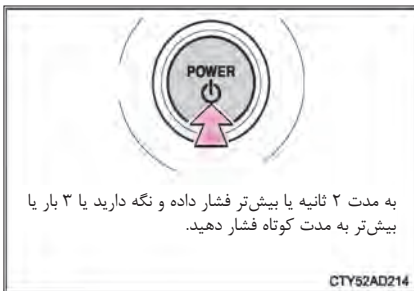 POWER
به مدت ۲ ثانیه یا بیش‌تر فشار داده و نگه دارید یا ۳ بار یا
بیش‌تر به مدت کوتاه فشار دهید.
CTY52AD214